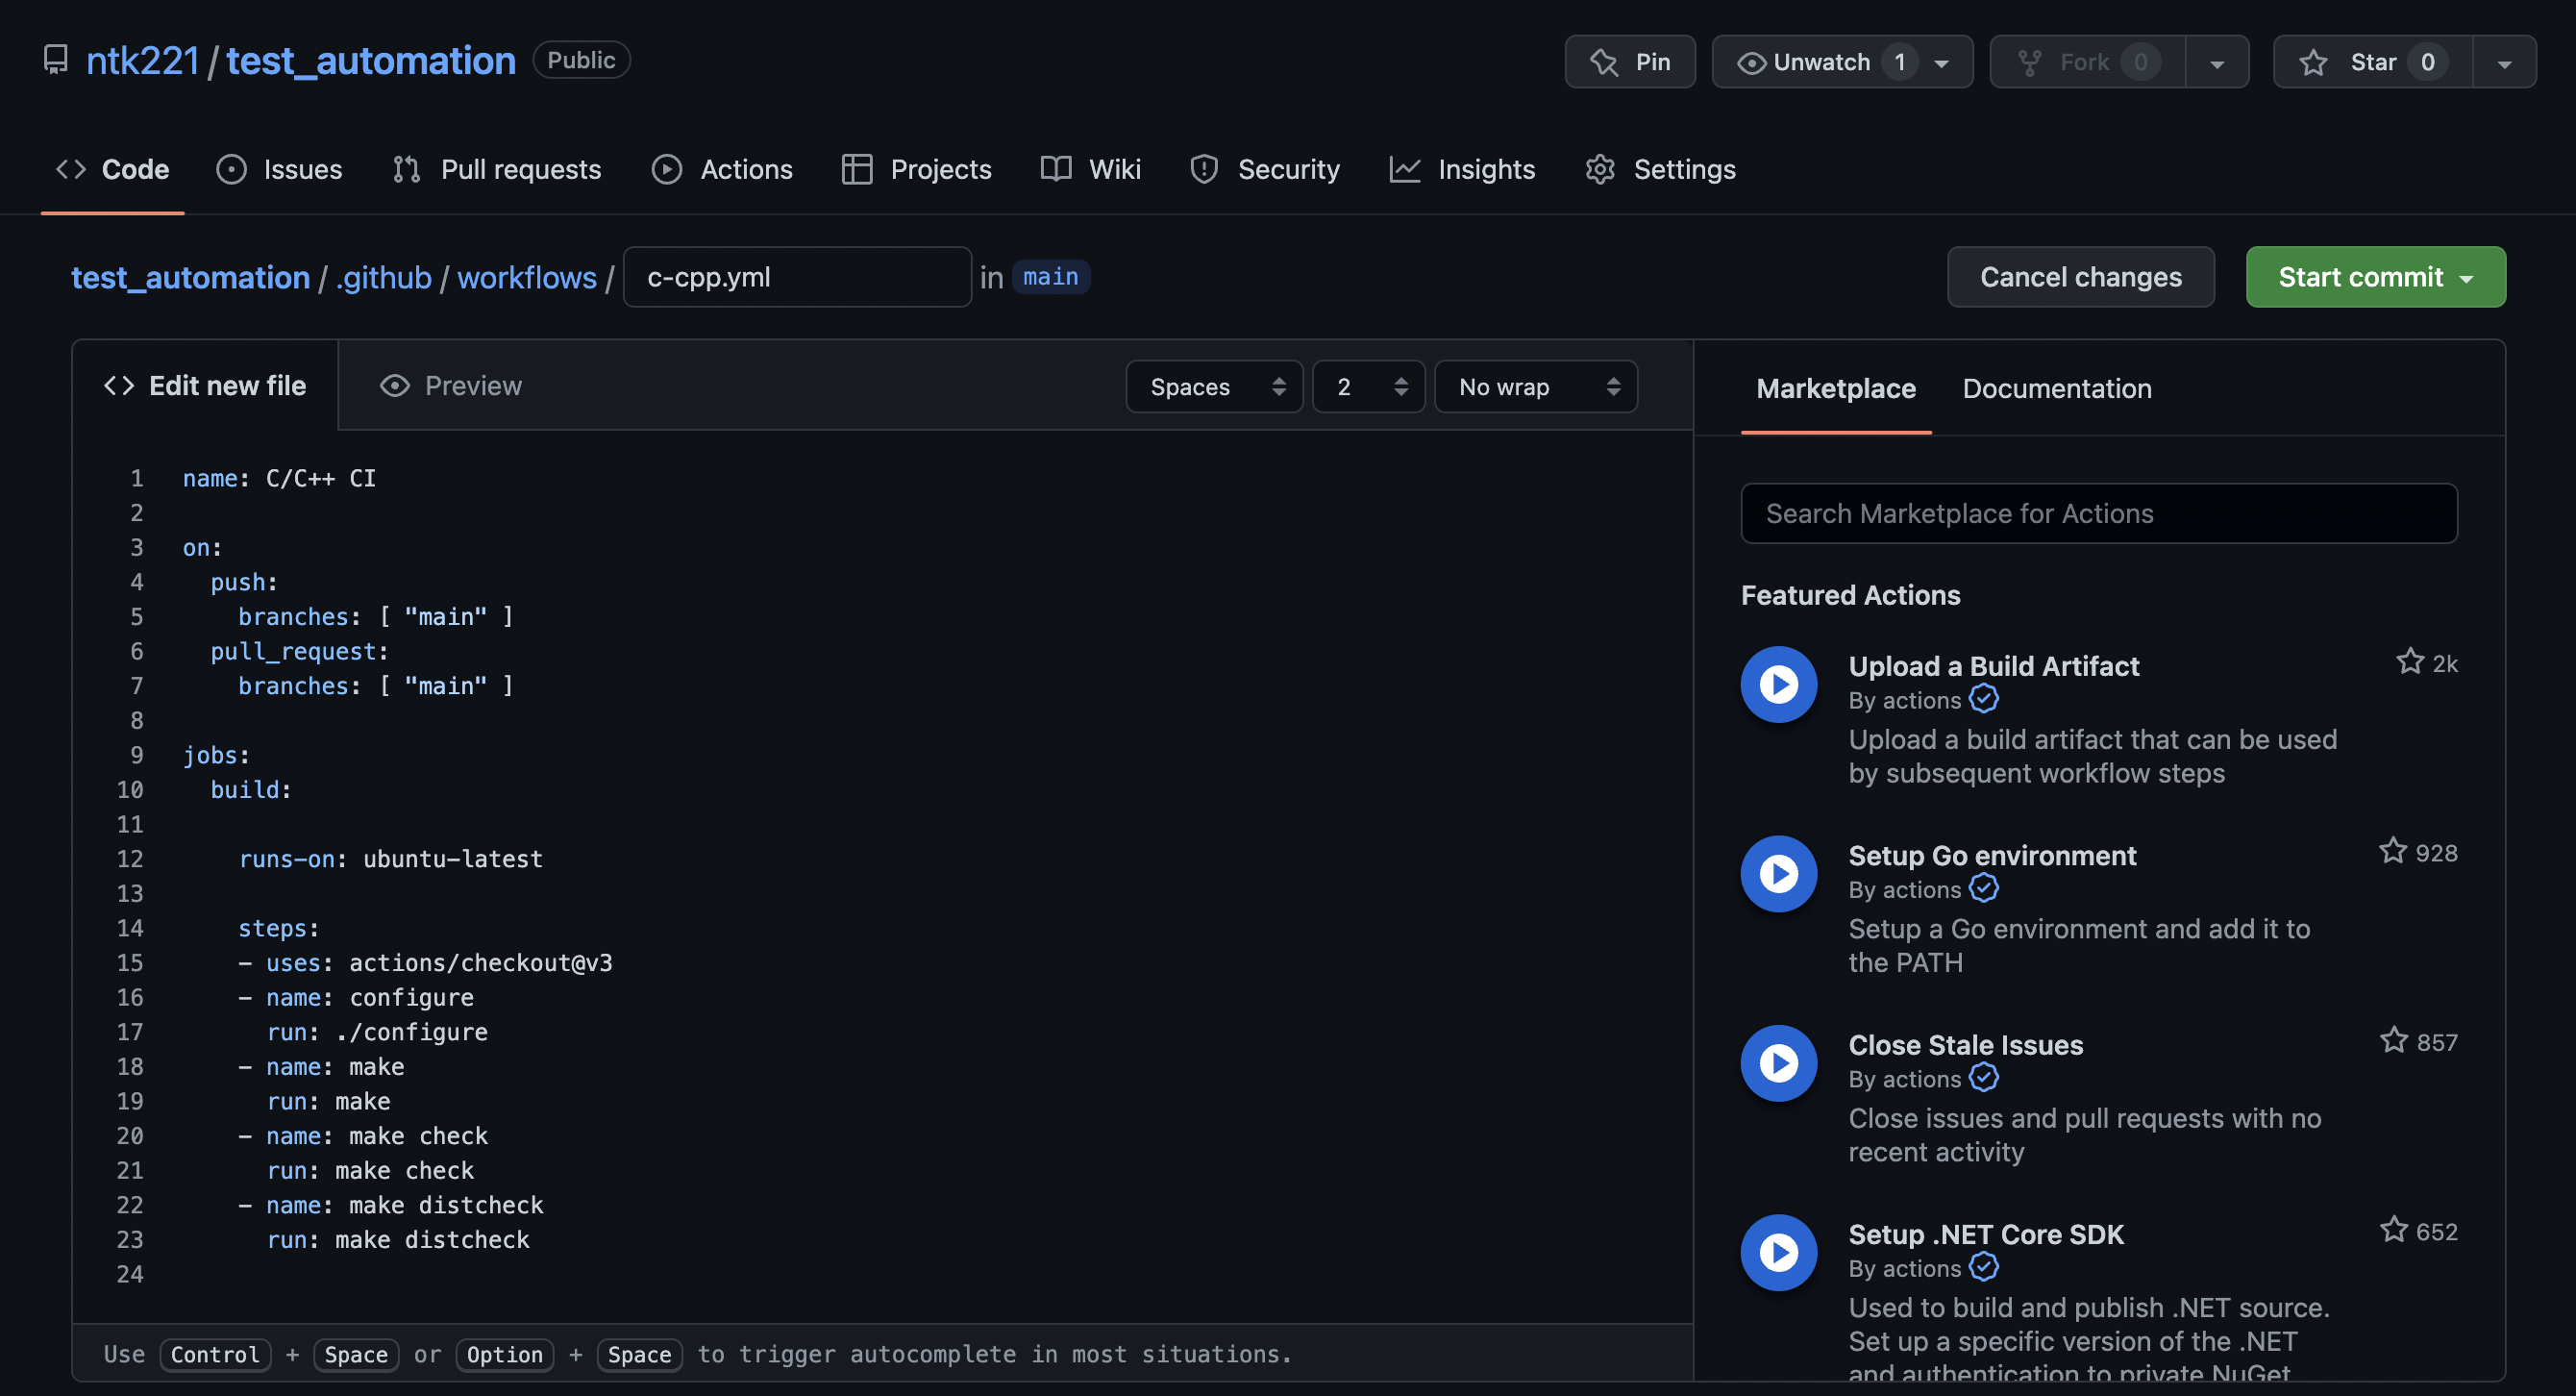 ntk221 / test_automation Public
Pin
Unwatch 1
Fork 0
Star 0
Code
Issues
Pull requests
Actions
Projects
Wiki
Security
Insights
Settings
test_automation / .github / workflows / c-cpp.yml in main
Cancel changes
Start commit
Edit new file
Preview
Spaces
2
No wrap
1 name: C/C++ CI
2
3 on:
4 push:
5 branches: [ "main" ]
6 pull_request:
7 branches: [ "main" ]
8
9 jobs:
10 build:
11
12 runs-on: ubuntu-latest
13
14 steps:
15 - uses: actions/checkout@v3
16 - name: configure
17 run: ./configure
18 - name: make
19 run: make
20 - name: make check
21 run: make check
22 - name: make distcheck
23 run: make distcheck
24
Use Control + Space or Option + Space to trigger autocomplete in most situations.
Marketplace
Documentation
Search Marketplace for Actions
Featured Actions
Upload a Build Artifact
2k
By actions
Upload a build artifact that can be used
by subsequent workflow steps
Setup Go environment
928
By actions
Setup a Go environment and add it to
the PATH
Close Stale Issues
857
By actions
Close issues and pull requests with no
recent activity
Setup .NET Core SDK
652
By actions
Used to build and publish .NET source.
Set up a specific version of the .NET
and authentication to private NuGet